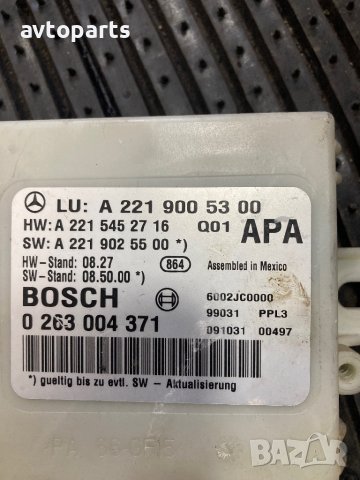 avtoparts
LU: A 221 900 53 00
HW: A 221 545 27 16 Q01 APA
SW: A 221 902 55 00 *)
HW-Stand: 08.27
SW-Stand: 08.50.00 *)
864
Assembled in Mexico
BOSCH
6002JC0000
0 263 004 371
99031 PPL3
091031 00497
*) gueltig bis zu evtl. SW - Aktualisierung
BAZAR